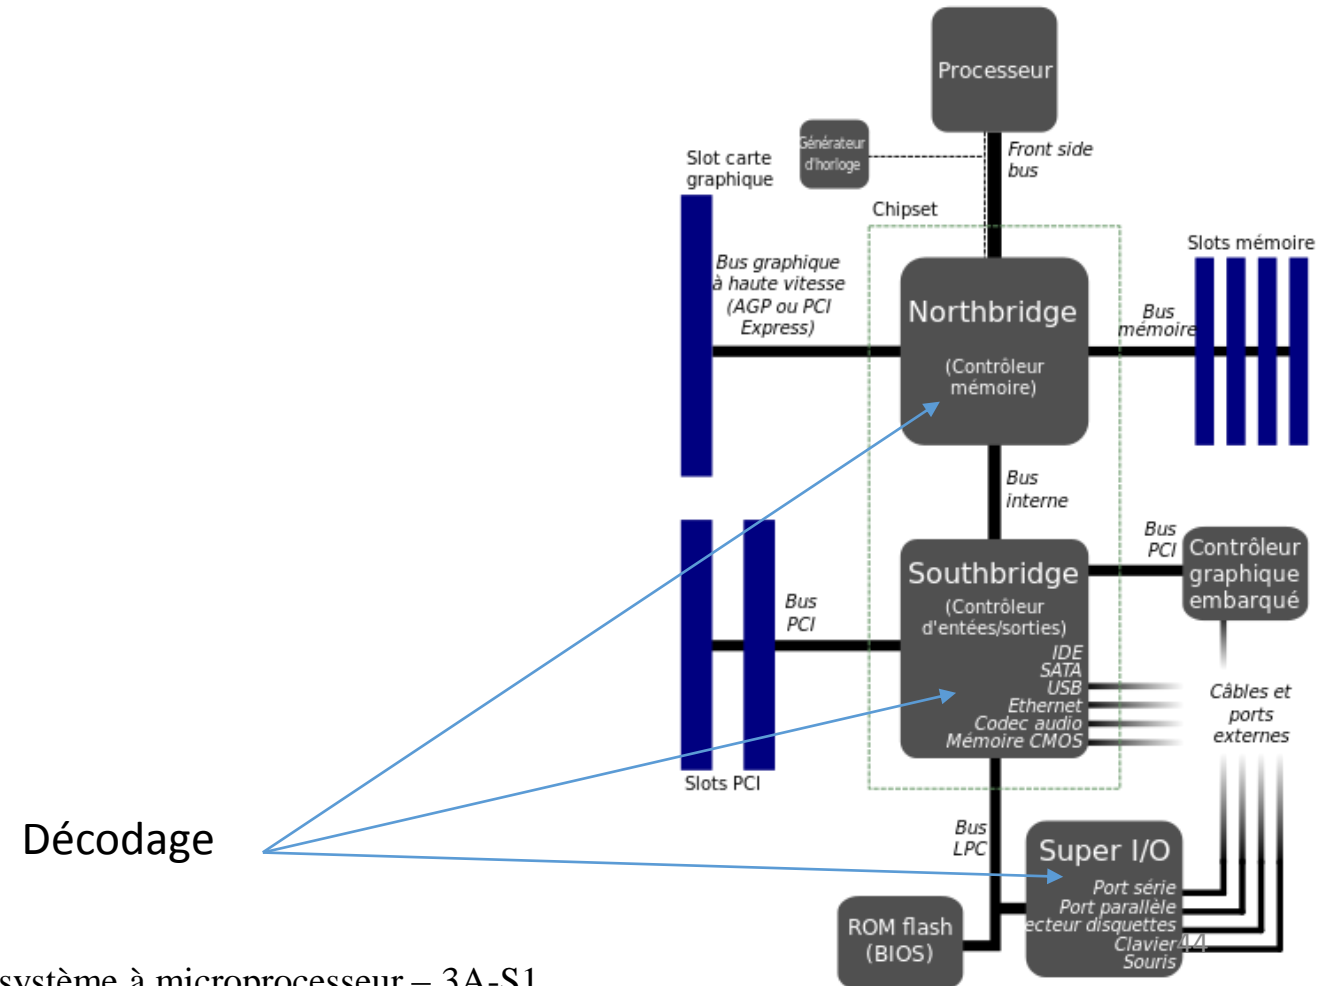 Processeur
Générateur
d'horloge
Front side
bus
Slot carte
graphique
Chipset
Slots mémoire
Bus graphique
à haute vitesse
(AGP ou PCI
Express)
Northbridge
(Contrôleur
mémoire)
Bus
mémoire
Bus
interne
Bus
PCI
Contrôleur
graphique
embarqué
Southbridge
(Contrôleur
d'entées/sorties)
IDE
SATA
USB
Ethernet
Codec audio
Mémoire CMOS
Bus
PCI
Câbles et
ports
externes
Slots PCI
Décodage
Bus
LPC
Super I/O
Port série
Port parallèle
ecteur disquettes
Clavier
Souris
44
ROM flash
(BIOS)
système à microprocesseur – 3A-S1